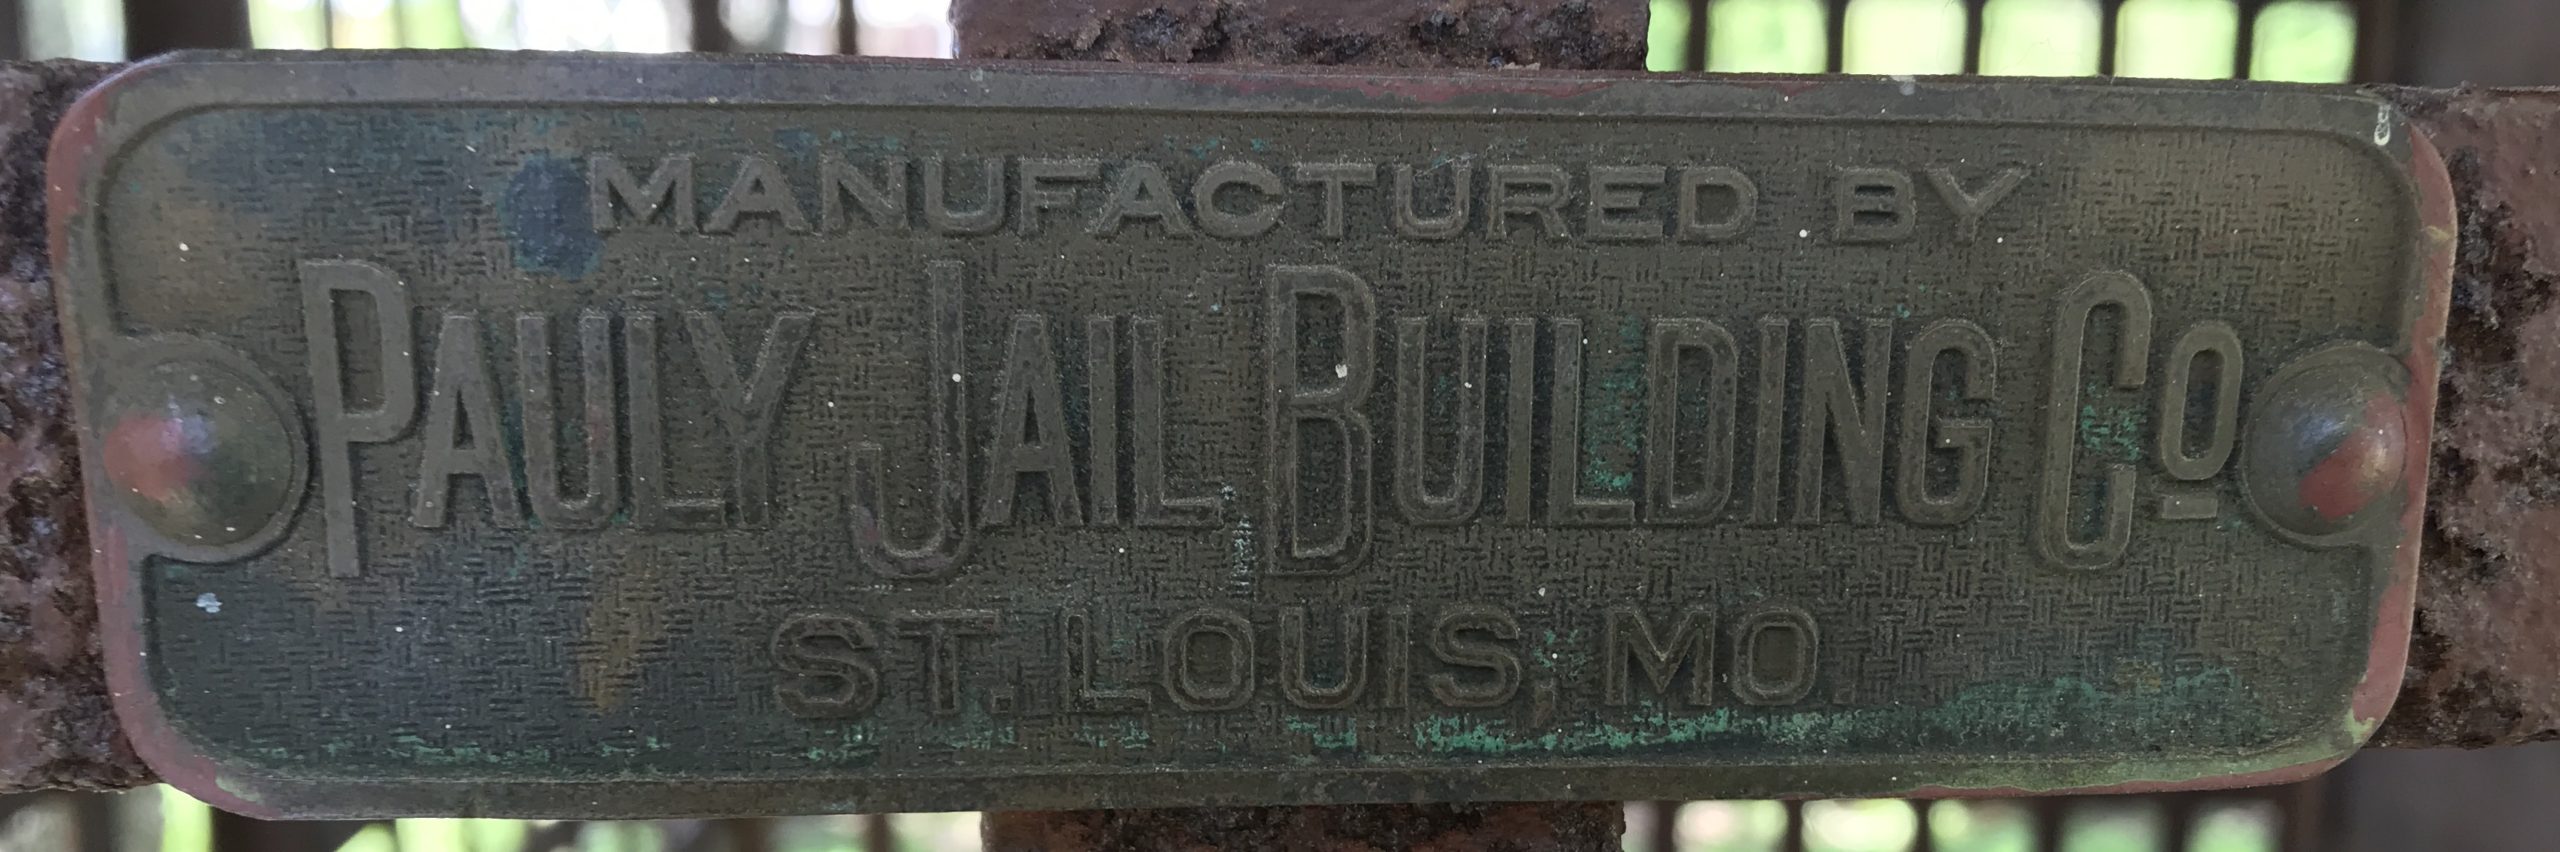 MANUFACTURED BY
PAULY JAIL BUILDING CO
ST. LOUIS, MO.